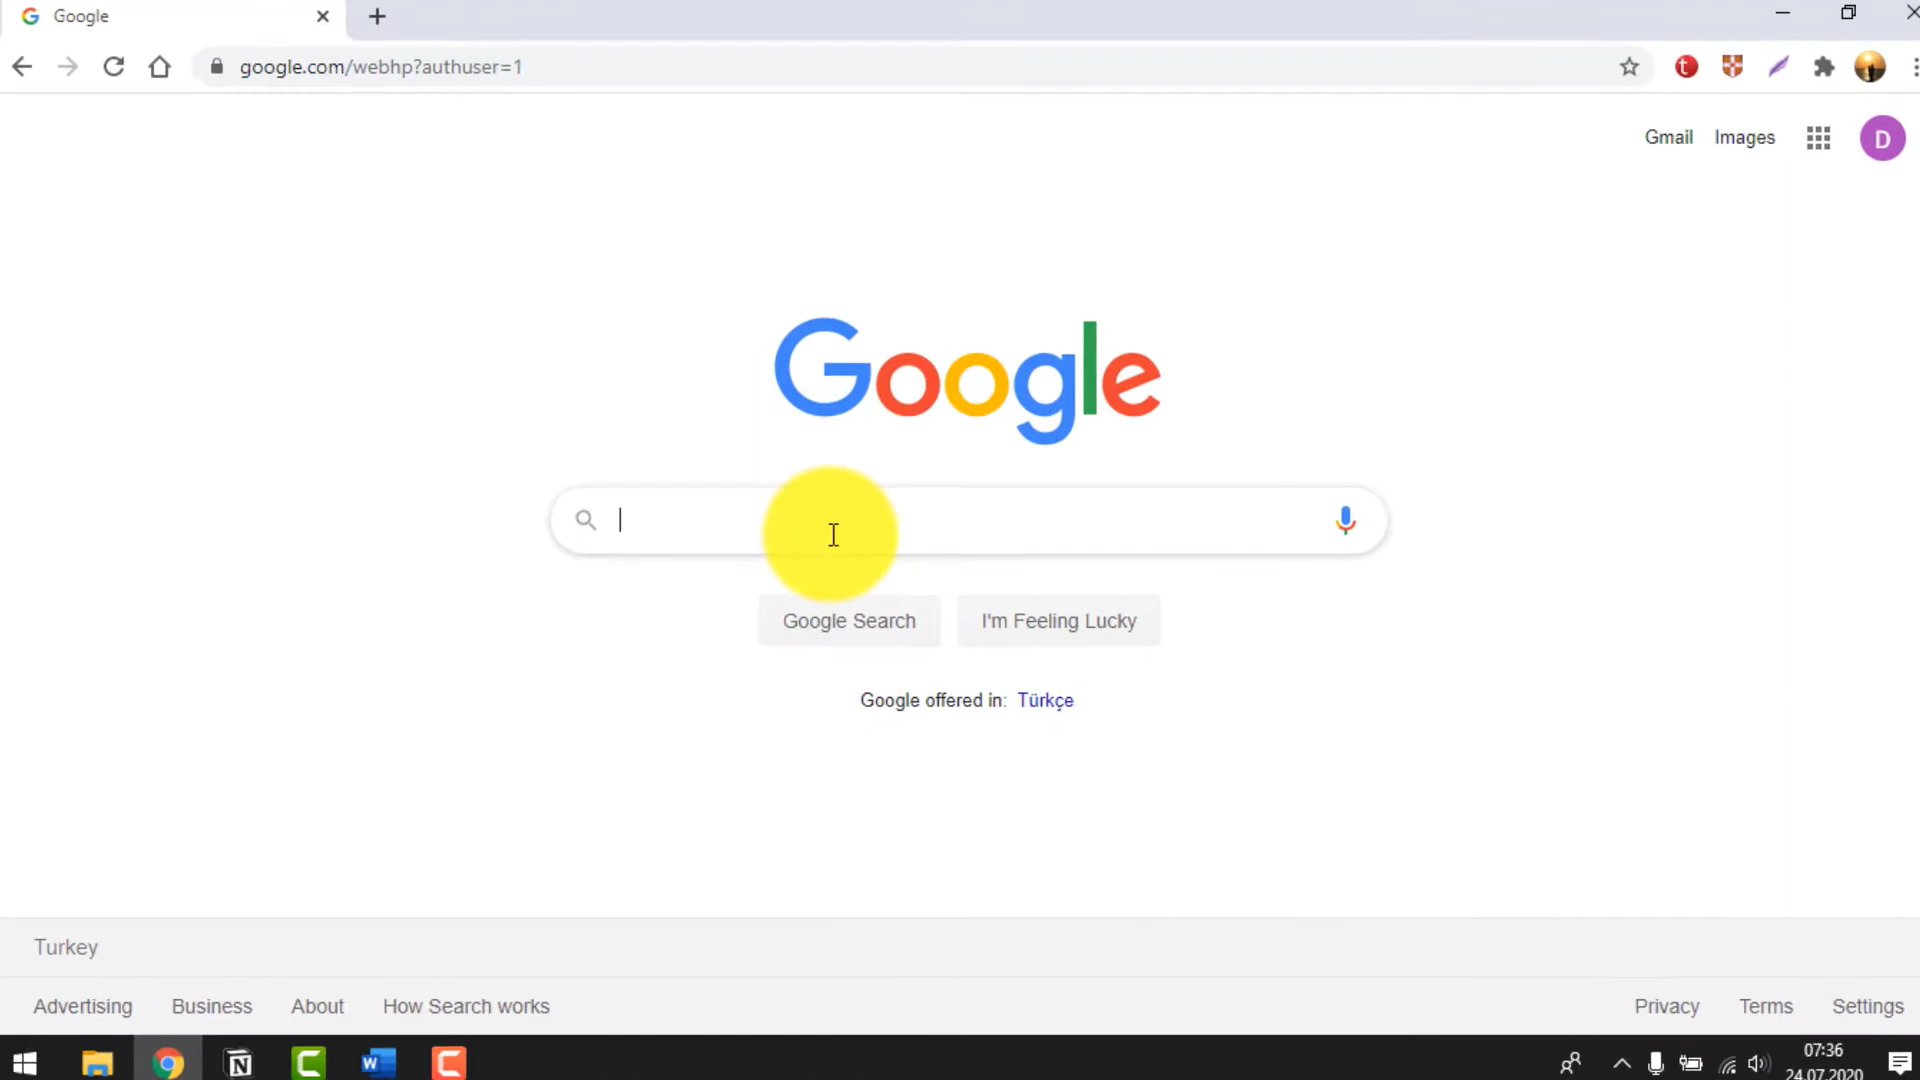 Google
google.com/webhp?authuser=1
Gmail Images D
Google
Google Search I'm Feeling Lucky
Google offered in: Türkçe
Turkey
Advertising Business About How Search works Privacy Terms Settings
07:36
24.07.2020